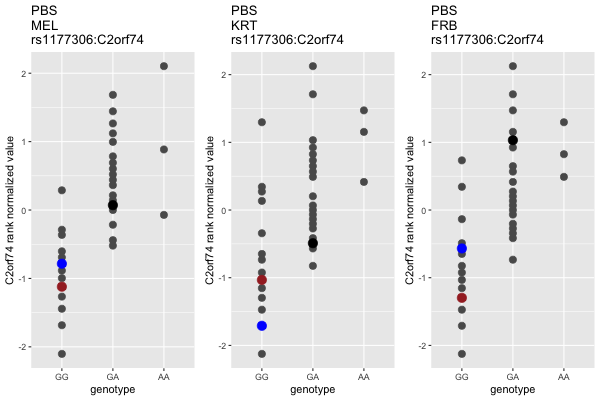 PBS
MEL
rs1177306:C2orf74
C2orf74 rank normalized value
2
1
0
-1
-2
GG GA AA
genotype
PBS
KRT
rs1177306:C2orf74
C2orf74 rank normalized value
2
1
0
-1
-2
GG GA AA
genotype
PBS
FRB
rs1177306:C2orf74
C2orf74 rank normalized value
2
1
0
-1
-2
GG GA AA
genotype